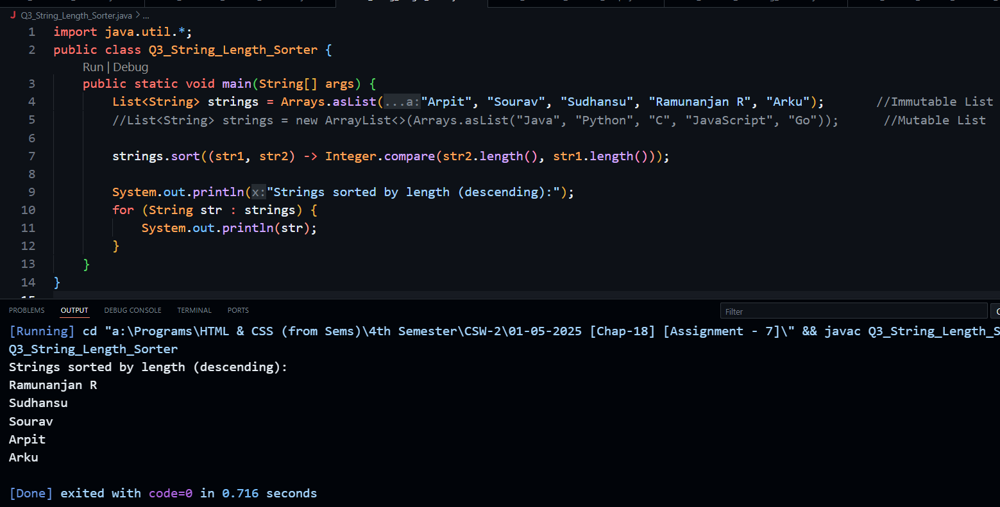 Q3_String_Length_Sorter.java > ...
1 import java.util.*;
2 public class Q3_String_Length_Sorter {
Run | Debug
3 public static void main(String[] args) {
4 List<String> strings = Arrays.asList(...a:"Arpit", "Sourav", "Sudhansu", "Ramunanjan R", "Arku"); //Immutable List
5 //List<String> strings = new ArrayList<>(Arrays.asList("Java", "Python", "C", "JavaScript", "Go")); //Mutable List
6
7 strings.sort((str1, str2) -> Integer.compare(str2.length(), str1.length()));
8
9 System.out.println(x:"Strings sorted by length (descending):");
10 for (String str : strings) {
11 System.out.println(str);
12 }
13 }
14 }
PROBLEMS OUTPUT DEBUG CONSOLE TERMINAL PORTS Filter
[Running] cd "a:\Programs\HTML & CSS (from Sems)\4th Semester\CSW-2\01-05-2025 [Chap-18] [Assignment - 7]\" && javac Q3_String_Length_S
Q3_String_Length_Sorter
Strings sorted by length (descending):
Ramunanjan R
Sudhansu
Sourav
Arpit
Arku
[Done] exited with code=0 in 0.716 seconds